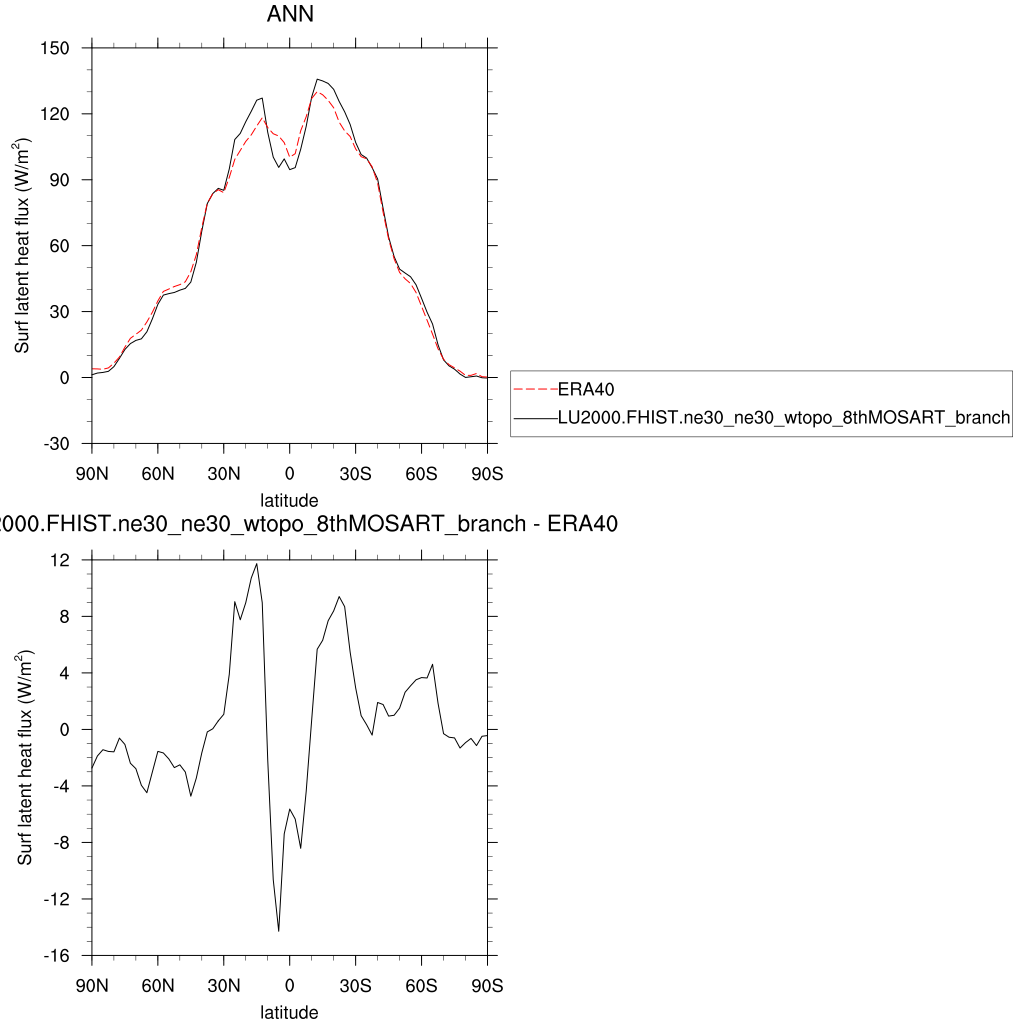 ANN
150
120
90
60
30
0
-30
Surf latent heat flux (W/m²)
90N 60N 30N 0 30S 60S 90S
latitude
ERA40
LU2000.FHIST.ne30_ne30_wtopo_8thMOSART_branch
2000.FHIST.ne30_ne30_wtopo_8thMOSART_branch - ERA40
12
8
4
0
-4
-8
-12
-16
Surf latent heat flux (W/m²)
90N 60N 30N 0 30S 60S 90S
latitude